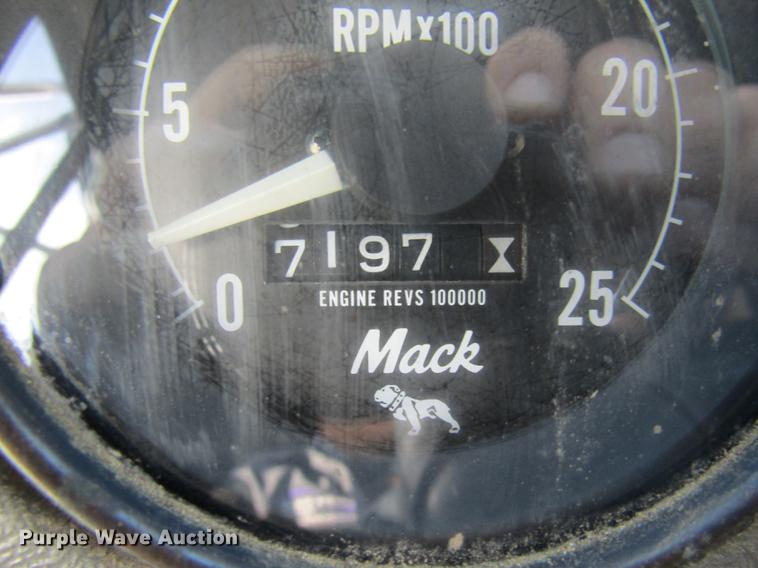 RPM x100
5
20
7197
0
25
ENGINE REVS 100000
Mack
Purple Wave Auction